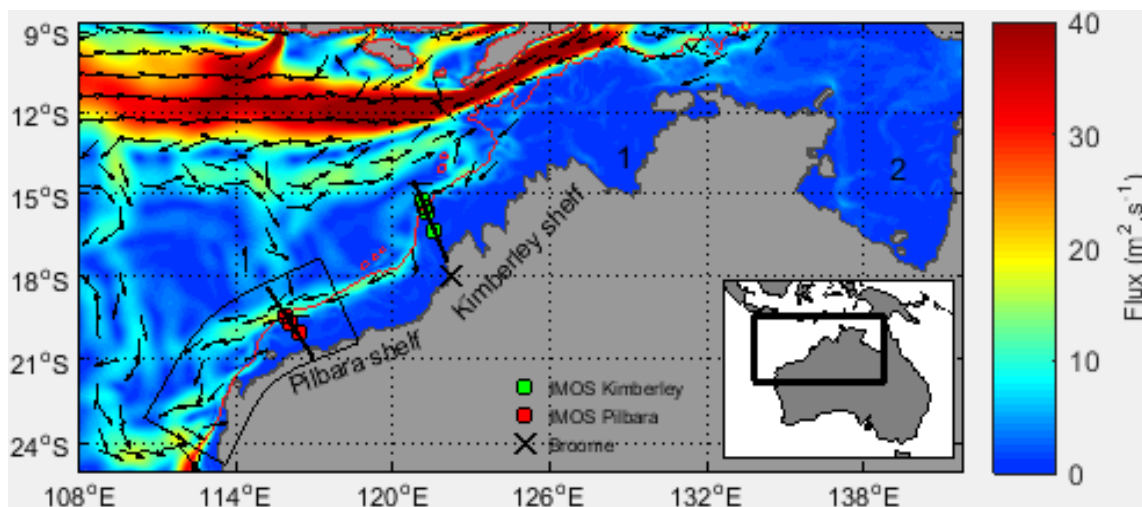 9°S
12°S
15°S
18°S
21°S
24°S
108°E
114°E
120°E
126°E
132°E
138°E
1
2
Kimberley shelf
Pilbara shelf
IMOS Kimberley
IMOS Pilbara
Broome
40
30
20
10
0
Flux (m².s⁻¹)